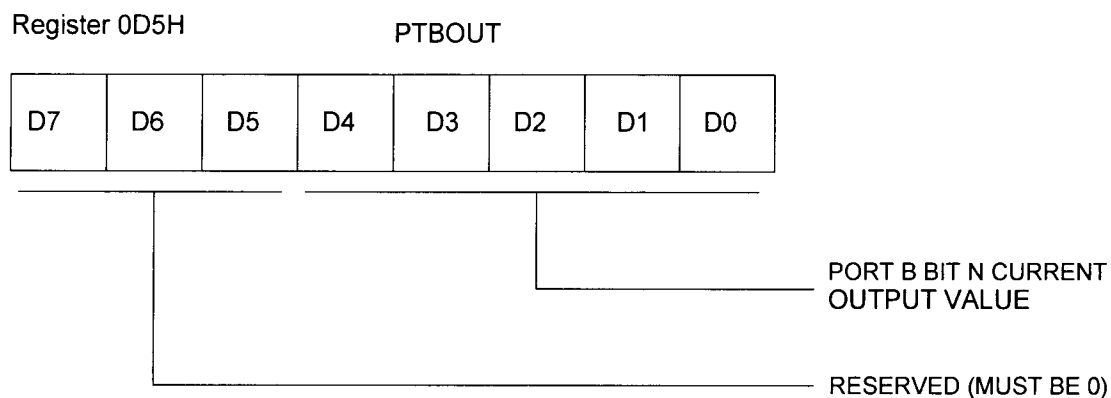 Register 0D5H
PTBOUT
D7 D6 D5 D4 D3 D2 D1 D0
PORT B BIT N CURRENT
OUTPUT VALUE
RESERVED (MUST BE 0)